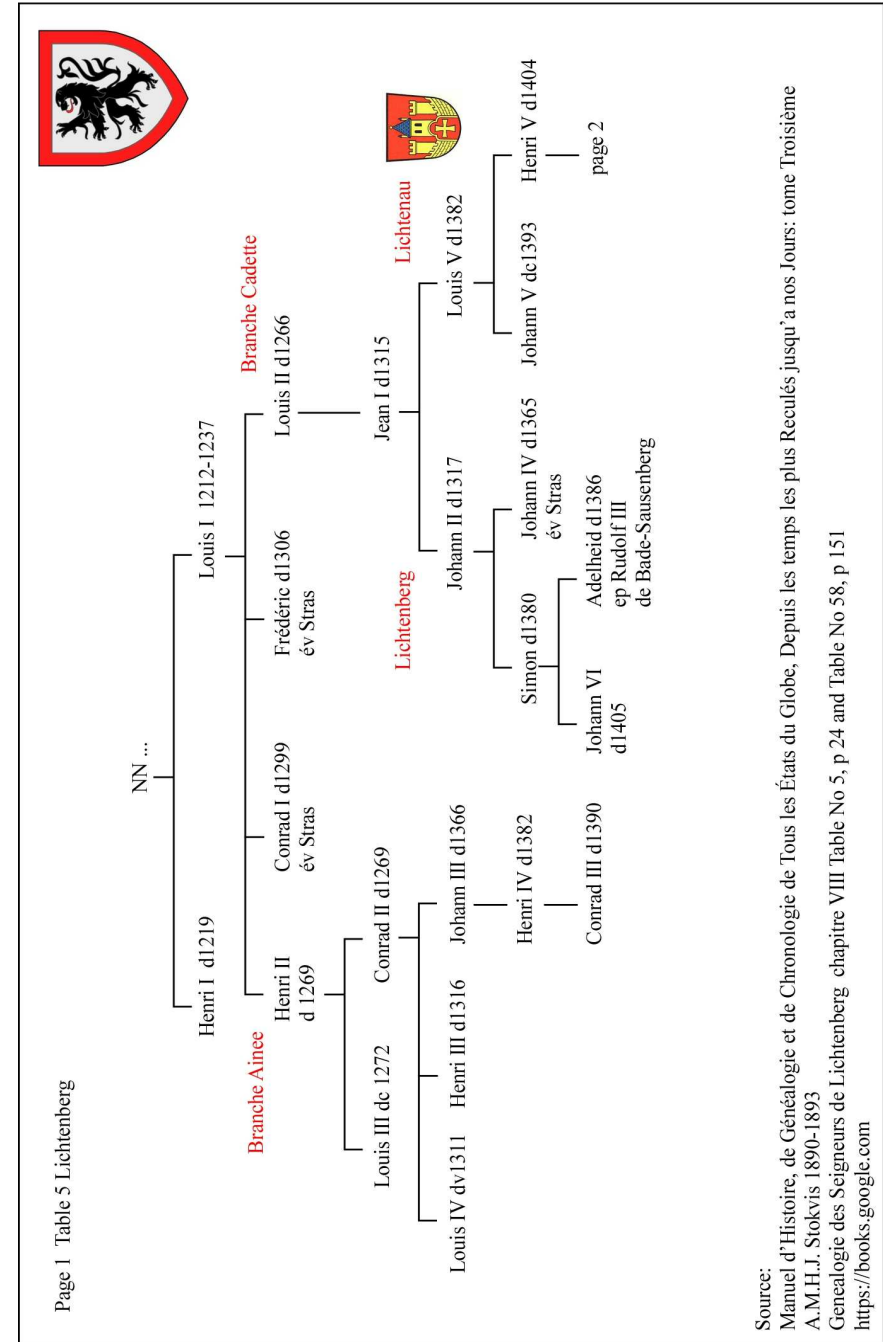 Page 1  Table 5 Lichtenberg
NN ...
Henri I  d1219
Louis I  1212-1237
Branche Ainee
Branche Cadette
Henri II
d 1269
Conrad I d1299
év Stras
Frédéric d1306
év Stras
Louis II d1266
Louis III dc 1272
Conrad II d1269
Jean I d1315
Lichtenberg
Lichtenau
Louis IV dv1311
Henri III d1316
Johann III d1366
Johann II d1317
Louis V d1382
Henri IV d1382
Simon d1380
Johann IV d1365
év Stras
Johann V dc1393
Henri V d1404
Conrad III d1390
Johann VI
d1405
Adelheid d1386
ep Rudolf III
de Bade-Sausenberg
page 2
Source:
Manuel d’Histoire, de Généalogie et de Chronologie de Tous les États du Globe, Depuis les temps les plus Reculés jusqu’a nos Jours: tome Troisième
A.M.H.J. Stokvis 1890-1893
Genealogie des Seigneurs de Lichtenberg  chapitre VIII Table No 5, p 24 and Table No 58, p 151
https://books.google.com